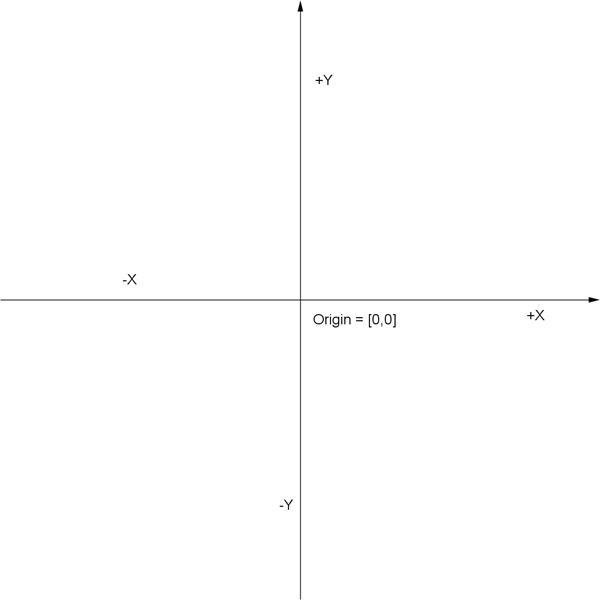 +Y
-X
Origin = [0,0]
+X
-Y